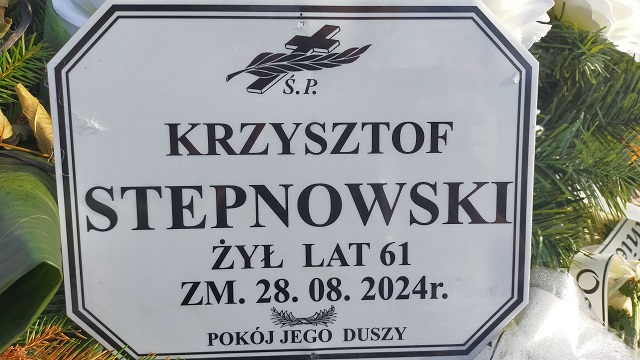 Ś.P.
KRZYSZTOF
STEPNOWSKI
ŻYŁ LAT 61
ZM. 28. 08. 2024r.
POKÓJ JEGO DUSZY